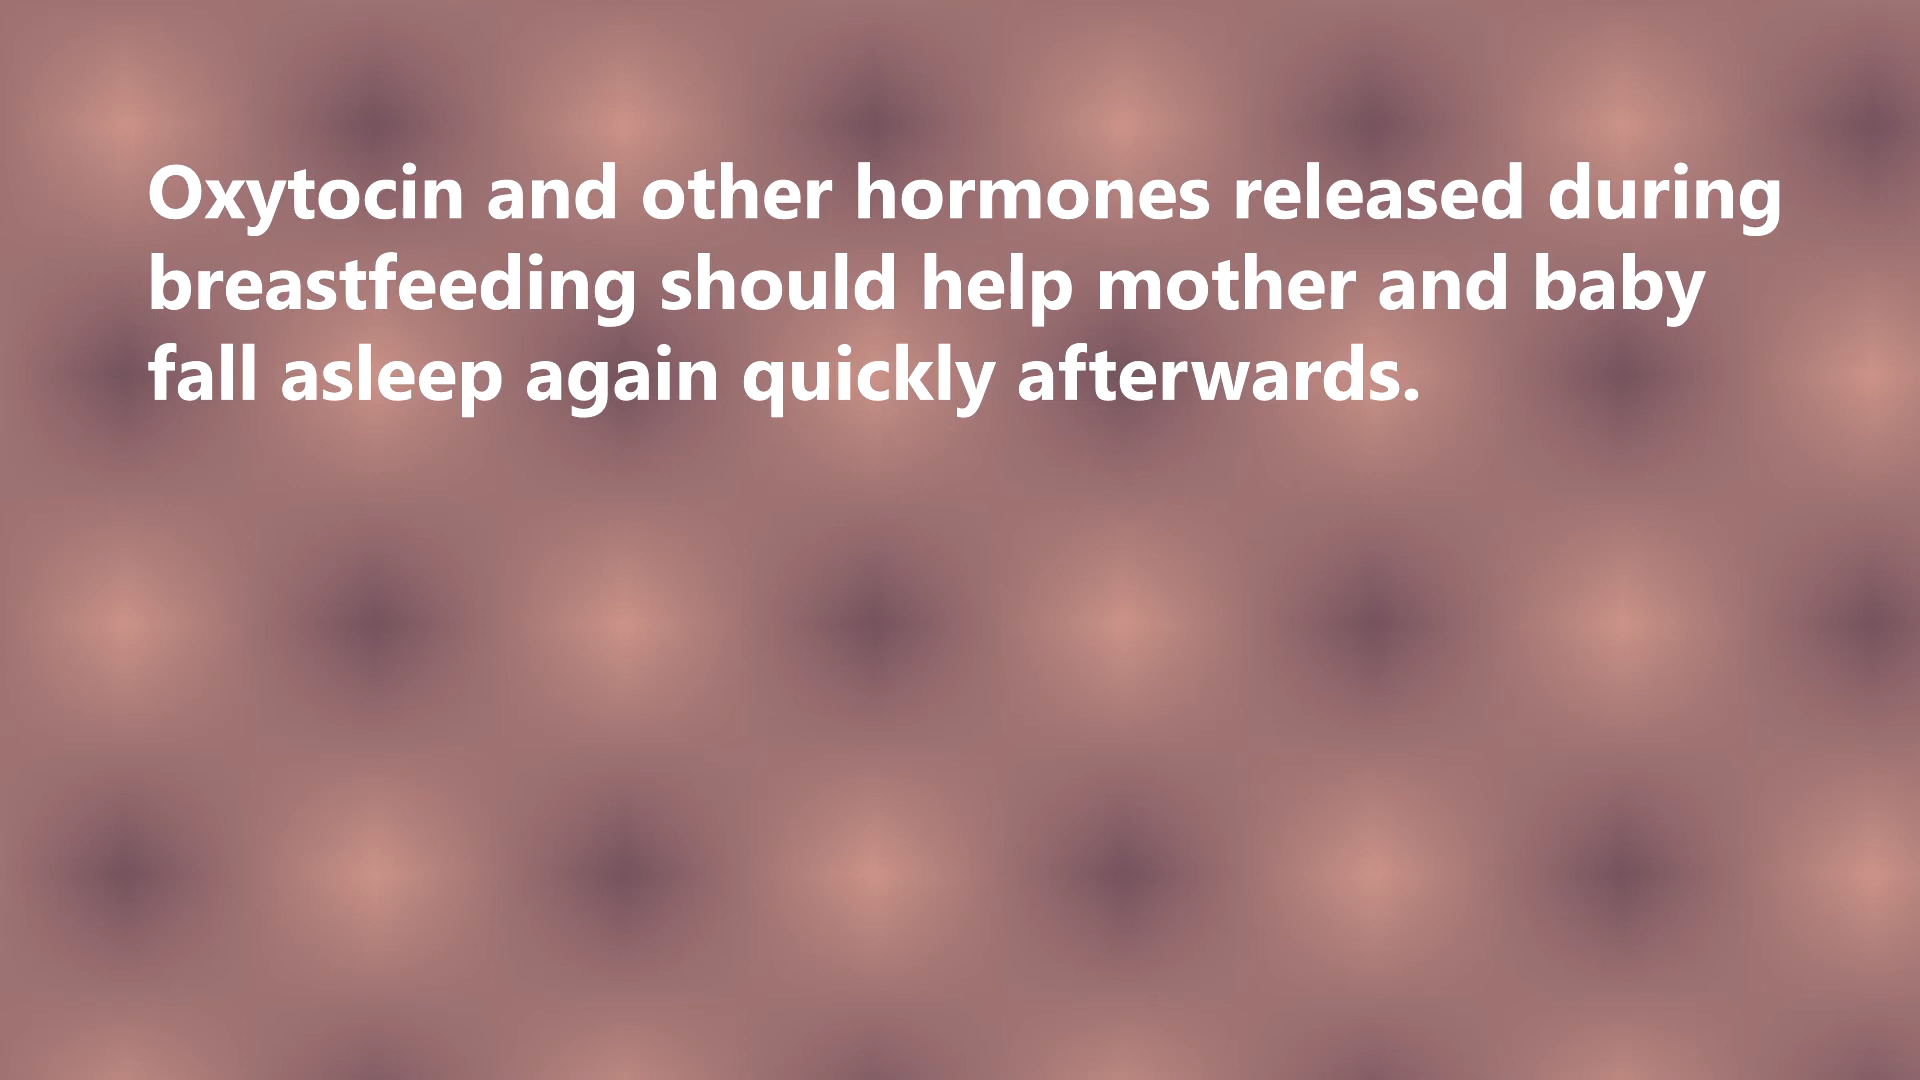 Oxytocin and other hormones released during
breastfeeding should help mother and baby
fall asleep again quickly afterwards.